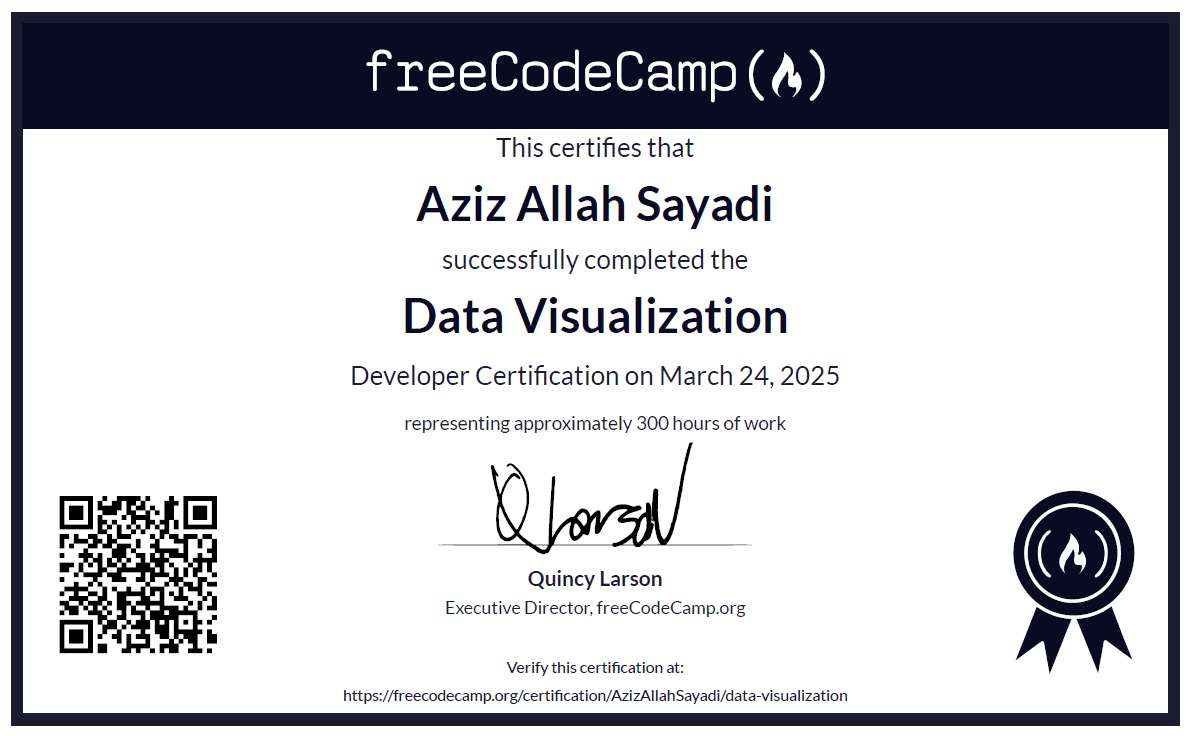 freeCodeCamp
This certifies that
Aziz Allah Sayadi
successfully completed the
Data Visualization
Developer Certification on March 24, 2025
representing approximately 300 hours of work
Q Larson
Quincy Larson
Executive Director, freeCodeCamp.org
Verify this certification at:
https://freecodecamp.org/certification/AzizAllahSayadi/data-visualization